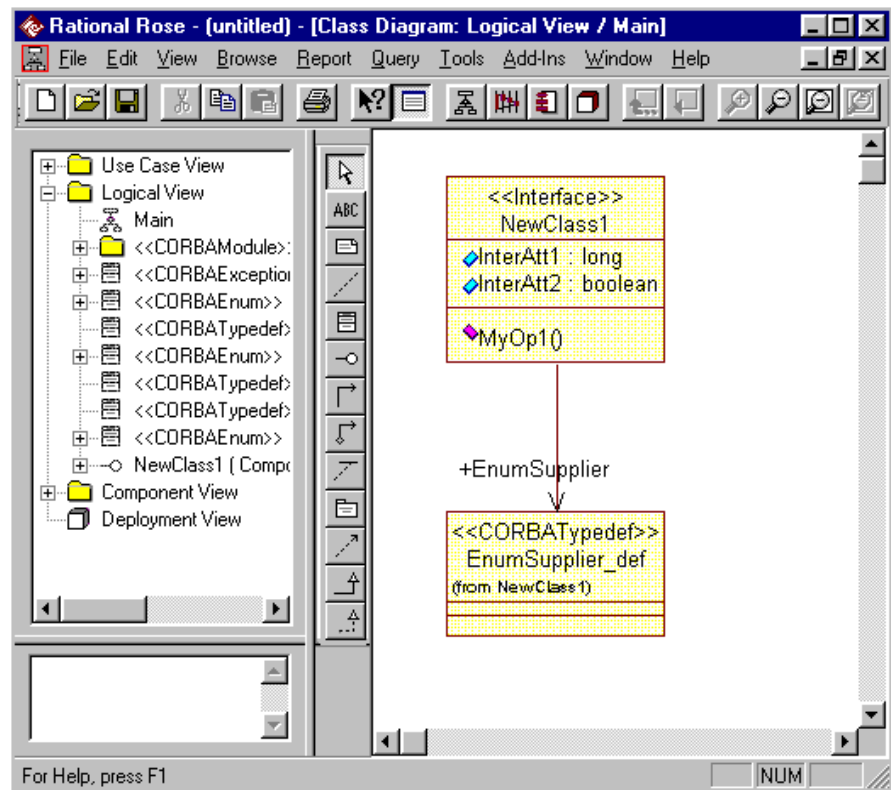 Rational Rose - (untitled) - [Class Diagram: Logical View / Main]
File Edit View Browse Report Query Tools Add-Ins Window Help
Use Case View
Logical View
Main
<<CORBAModule>:
<<CORBAException
<<CORBAEnum>>
<<CORBATypedef>
<<CORBAEnum>>
<<CORBATypedef>
<<CORBATypedef>
<<CORBAEnum>>
NewClass1 ( Compo
Component View
Deployment View
ABC
<<Interface>>
NewClass1
InterAtt1 : long
InterAtt2 : boolean
MyOp1()
+EnumSupplier
<<CORBATypedef>>
EnumSupplier_def
(from NewClass1)
For Help, press F1
NUM